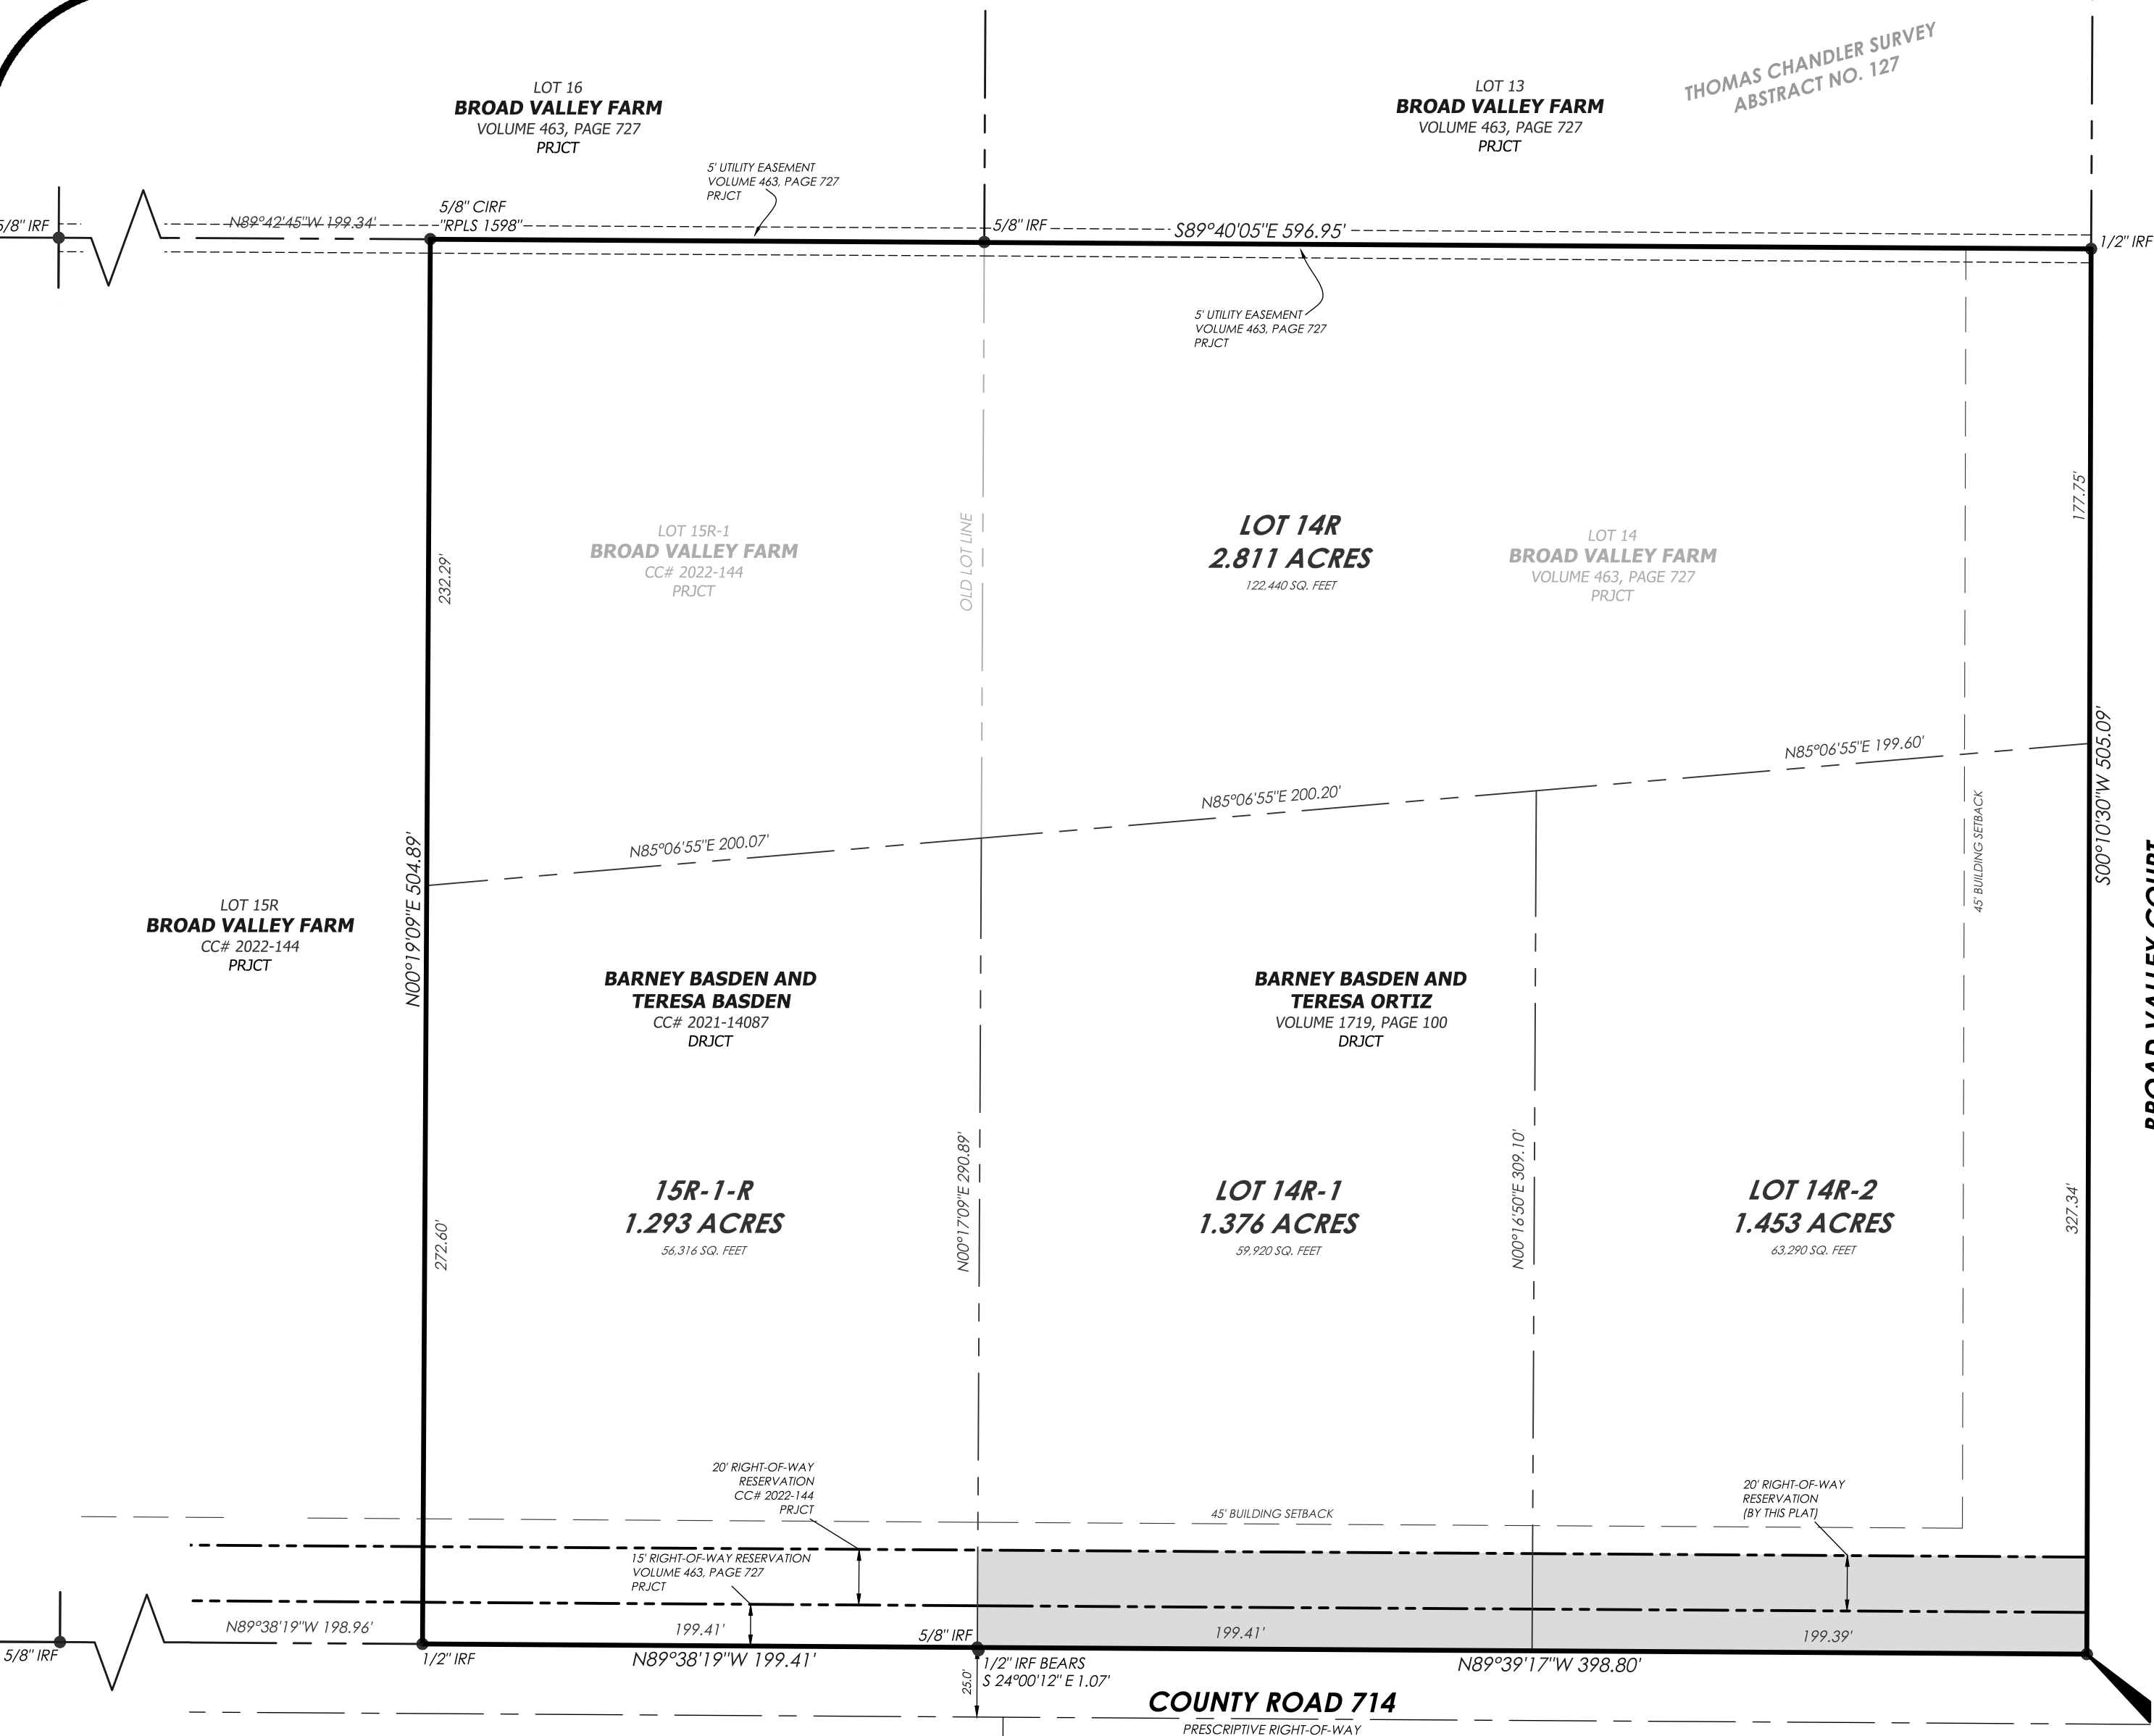 THOMAS CHANDLER SURVEY
ABSTRACT NO. 127
LOT 16
BROAD VALLEY FARM
VOLUME 463, PAGE 727
PRJCT
LOT 13
BROAD VALLEY FARM
VOLUME 463, PAGE 727
PRJCT
5' UTILITY EASEMENT
VOLUME 463, PAGE 727
PRJCT
5/8" IRF
N89°42'45"W 199.34'
5/8" CIRF
"RPLS 1598"
5/8" IRF
S89°40'05"E 596.95'
1/2" IRF
5' UTILITY EASEMENT
VOLUME 463, PAGE 727
PRJCT
177.75'
232.29'
LOT 15R-1
BROAD VALLEY FARM
CC# 2022-144
PRJCT
OLD LOT LINE
LOT 14R
2.811 ACRES
122,440 SQ. FEET
LOT 14
BROAD VALLEY FARM
VOLUME 463, PAGE 727
PRJCT
N85°06'55"E 199.60'
N85°06'55"E 200.20'
N85°06'55"E 200.07'
S00°10'30"W 505.09'
45' BUILDING SETBACK
BROAD VALLEY COURT
N00°19'09"E 504.89'
LOT 15R
BROAD VALLEY FARM
CC# 2022-144
PRJCT
BARNEY BASDEN AND
TERESA BASDEN
CC# 2021-14087
DRJCT
BARNEY BASDEN AND
TERESA ORTIZ
VOLUME 1719, PAGE 100
DRJCT
272.60'
15R-1-R
1.293 ACRES
56,316 SQ. FEET
N00°17'09"E 290.89'
LOT 14R-1
1.376 ACRES
59,920 SQ. FEET
N00°16'50"E 309.10'
LOT 14R-2
1.453 ACRES
63,290 SQ. FEET
327.34'
20' RIGHT-OF-WAY
RESERVATION
CC# 2022-144
PRJCT
45' BUILDING SETBACK
20' RIGHT-OF-WAY
RESERVATION
(BY THIS PLAT)
15' RIGHT-OF-WAY RESERVATION
VOLUME 463, PAGE 727
PRJCT
N89°38'19"W 198.96'
199.41'
5/8" IRF
199.41'
199.39'
5/8" IRF
1/2" IRF
N89°38'19"W 199.41'
1/2" IRF BEARS
S 24°00'12" E 1.07'
N89°39'17"W 398.80'
25.0'
COUNTY ROAD 714
PRESCRIPTIVE RIGHT-OF-WAY